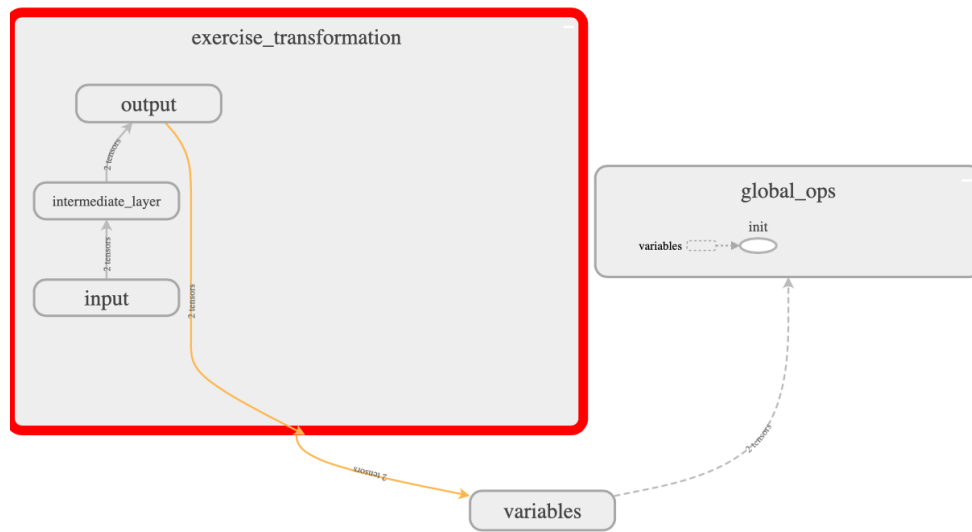 exercise_transformation
output
2 tensors
intermediate_layer
2 tensors
input
2 tensors
2 tensors
variables
global_ops
init
variables
2 tensors